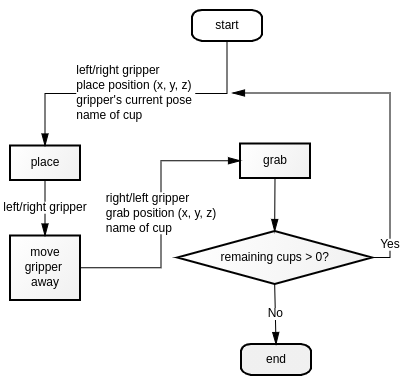 start
left/right gripper
place position (x, y, z)
gripper's current pose
name of cup
place
grab
left/right gripper
right/left gripper
grab position (x, y, z)
name of cup
move
gripper
away
remaining cups > 0?
Yes
No
end